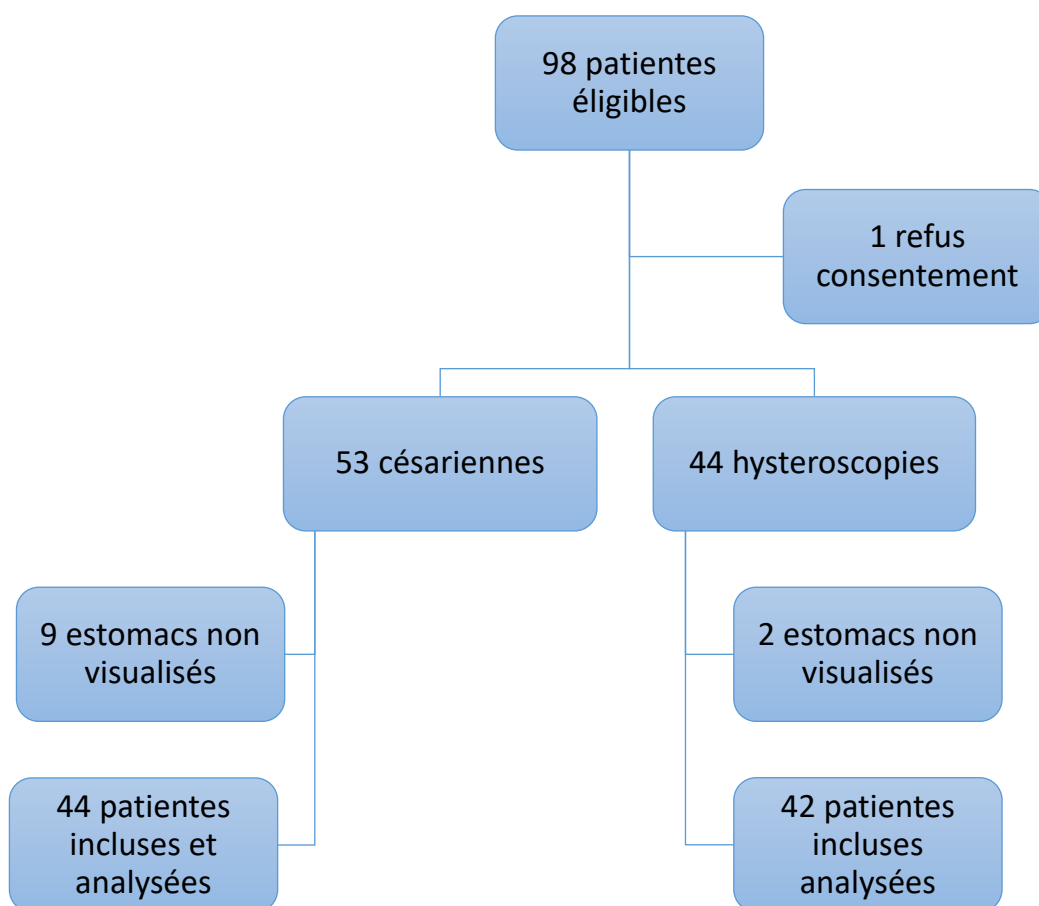 98 patientes
éligibles
1 refus
consentement
53 césariennes
44 hysteroscopies
9 estomacs non
visualisés
2 estomacs non
visualisés
44 patientes
incluses et
analysées
42 patientes
incluses
analysées